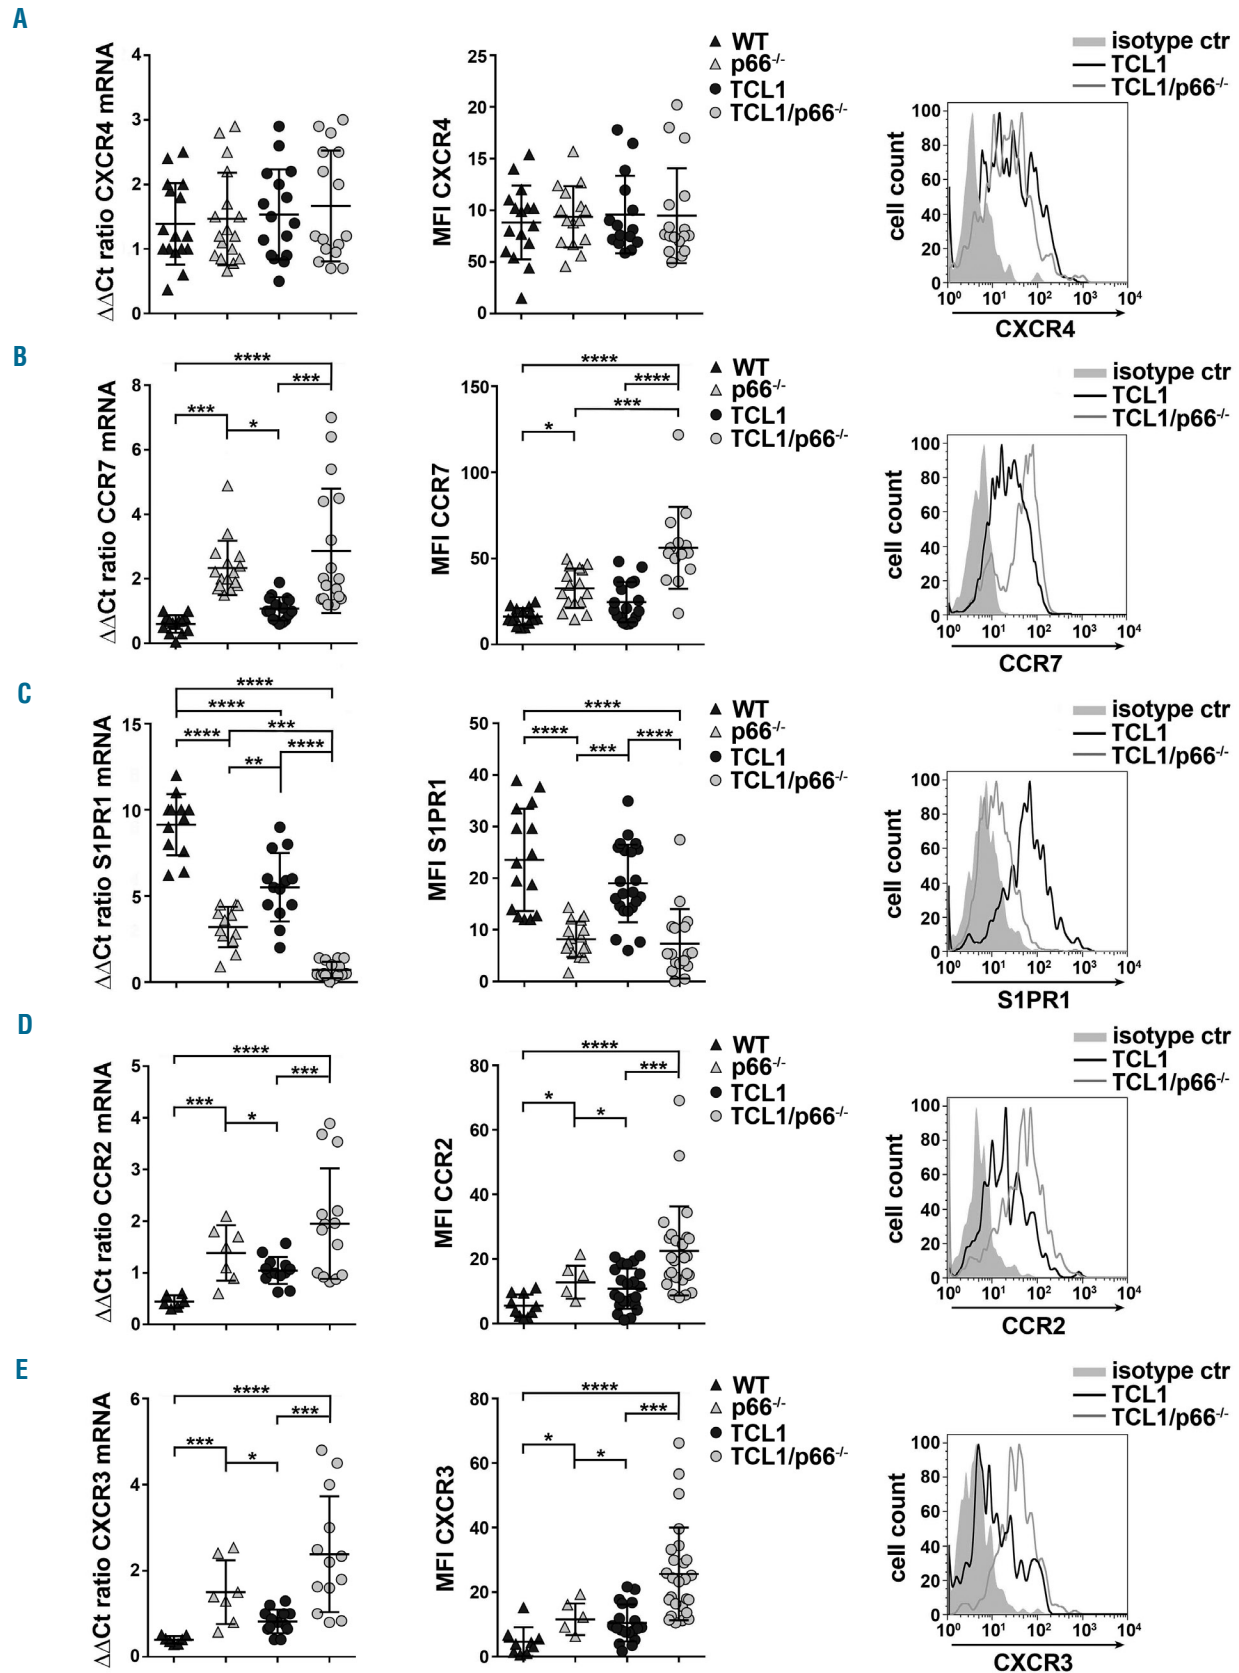 A
WT
p66-/-
TCL1
TCL1/p66-/-
isotype ctr
TCL1
TCL1/p66-/-
ΔΔCt ratio CXCR4 mRNA
4
3
2
1
0
MFI CXCR4
25
20
15
10
50
0
cell count
100
80
60
40
20
0
10⁰ 10¹ 10² 10³ 10⁴
CXCR4
B
**** *** *** *
**** **** *** *
WT
p66-/-
TCL1
TCL1/p66-/-
isotype ctr
TCL1
TCL1/p66-/-
ΔΔCt ratio CCR7 mRNA
8
6
4
2
0
MFI CCR7
150
100
50
0
cell count
100
80
60
40
20
0
10⁰ 10¹ 10² 10³ 10⁴
CCR7
C
**** **** *** **** **** **
**** **** **** ***
WT
p66-/-
TCL1
TCL1/p66-/-
isotype ctr
TCL1
TCL1/p66-/-
ΔΔCt ratio S1PR1 mRNA
15
10
5
0
MFI S1PR1
50
40
30
20
10
0
cell count
100
80
60
40
20
0
10⁰ 10¹ 10² 10³ 10⁴
S1PR1
D
**** *** *** *
**** *** * *
WT
p66-/-
TCL1
TCL1/p66-/-
isotype ctr
TCL1
TCL1/p66-/-
ΔΔCt ratio CCR2 mRNA
5
4
3
2
1
0
MFI CCR2
80
60
40
20
0
cell count
100
80
60
40
20
0
10⁰ 10¹ 10² 10³ 10⁴
CCR2
E
**** *** *** *
**** *** * *
WT
p66-/-
TCL1
TCL1/p66-/-
isotype ctr
TCL1
TCL1/p66-/-
ΔΔCt ratio CXCR3 mRNA
6
4
2
0
MFI CXCR3
80
60
40
20
0
cell count
100
80
60
40
20
0
10⁰ 10¹ 10² 10³ 10⁴
CXCR3